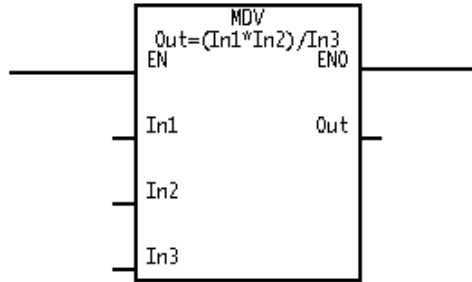 MDV
Out=(In1*In2)/In3
EN ENO
In1 Out
In2
In3